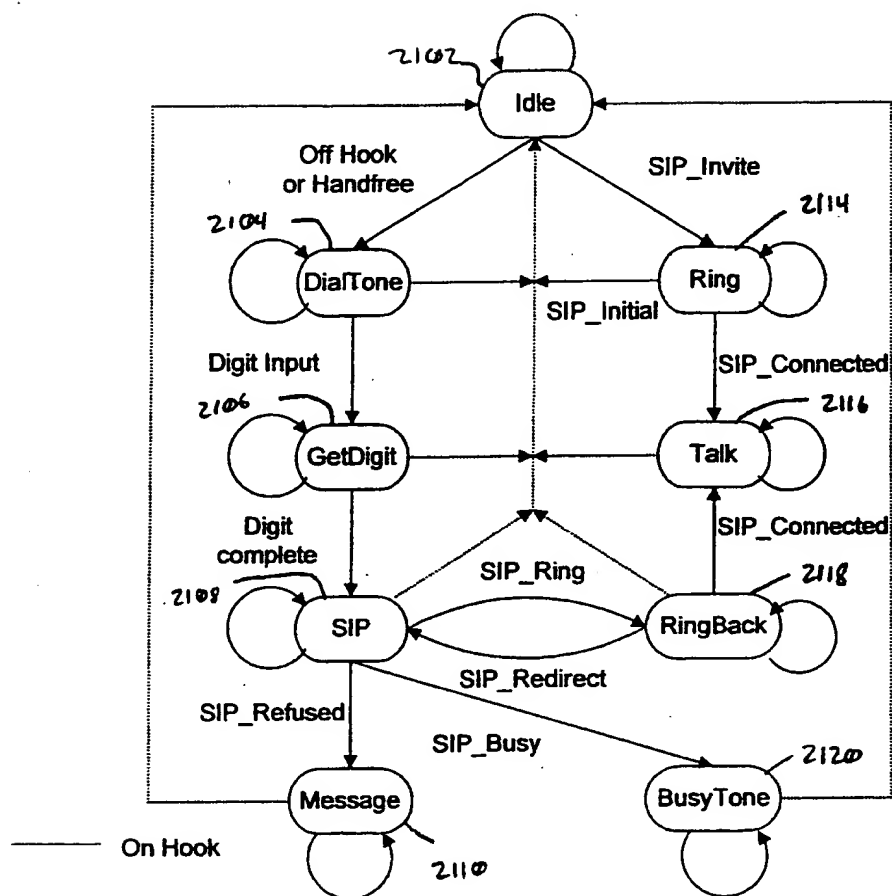 2102
Idle
Off Hook
or Handfree
SIP_Invite
2104
2114
DialTone
Ring
SIP_Initial
Digit Input
SIP_Connected
2106
2116
GetDigit
Talk
Digit
complete
SIP_Connected
SIP_Ring
2108
2118
SIP
RingBack
SIP_Redirect
SIP_Refused
SIP_Busy
2120
Message
BusyTone
On Hook
2110